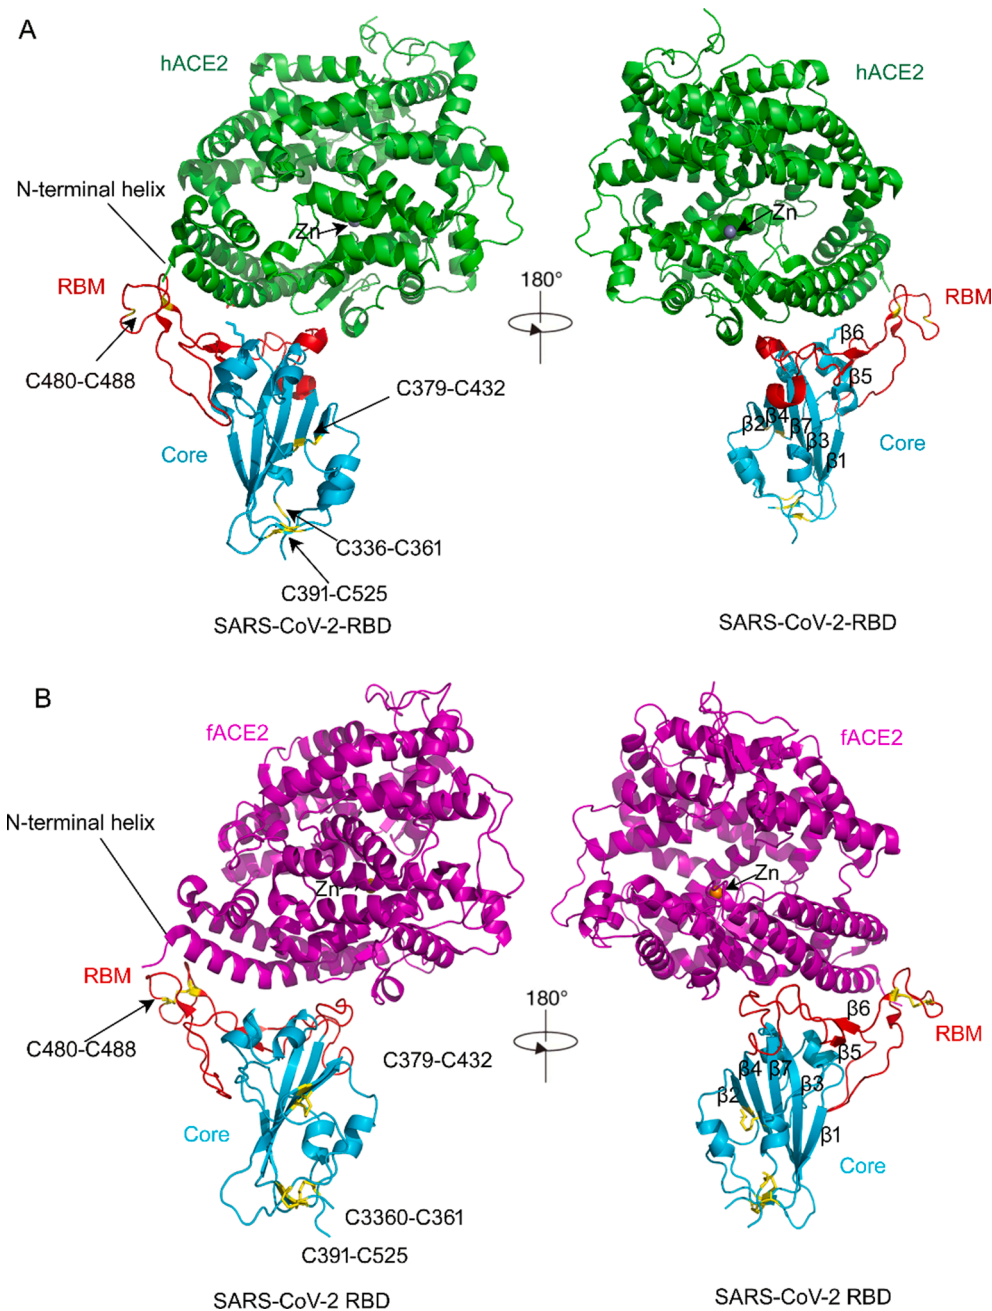 A
hACE2
hACE2
N-terminal helix
Zn
Zn
180°
RBM
RBM
C480-C488
β6
β5
C379-C432
β2
β4
β7
β3
β1
Core
Core
C336-C361
C391-C525
SARS-CoV-2-RBD
SARS-CoV-2-RBD
B
fACE2
fACE2
N-terminal helix
Zn
Zn
RBM
180°
β6
RBM
C480-C488
C379-C432
β5
β4
β7
β3
β2
β1
Core
Core
C3360-C361
C391-C525
SARS-CoV-2 RBD
SARS-CoV-2 RBD